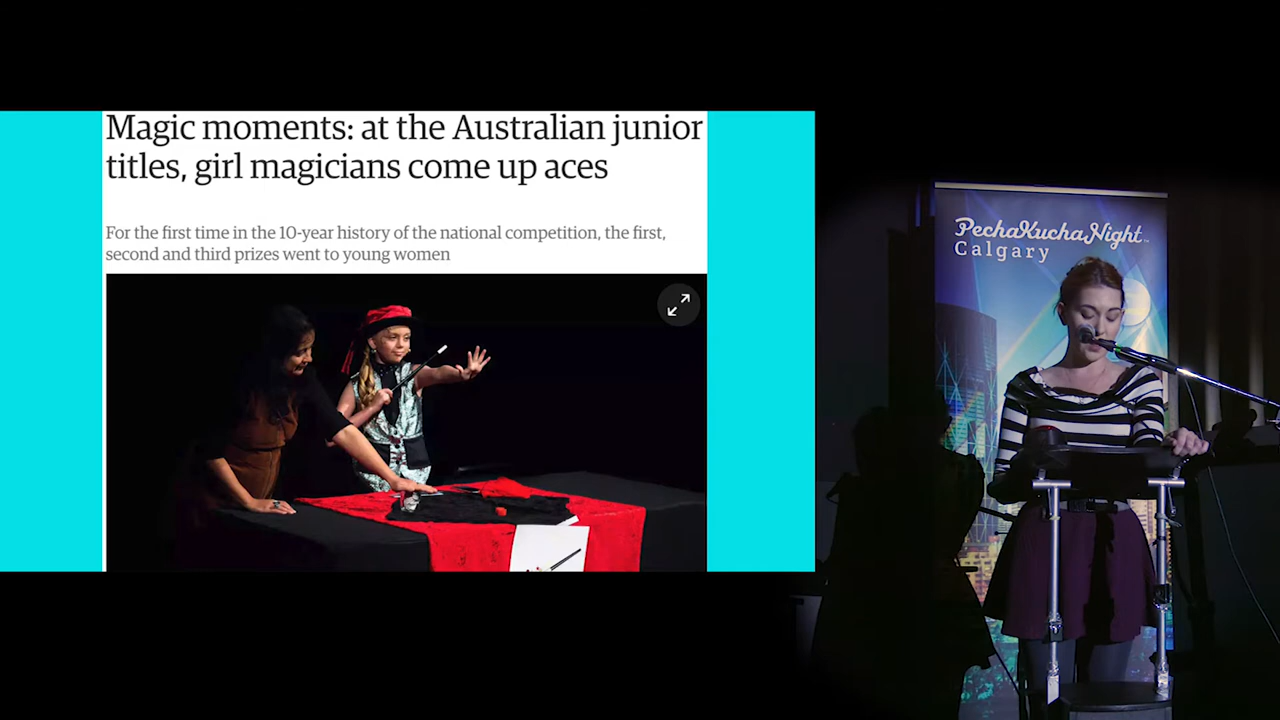 Magic moments: at the Australian junior
titles, girl magicians come up aces
For the first time in the 10-year history of the national competition, the first,
second and third prizes went to young women
PechaKucha Night™
Calgary